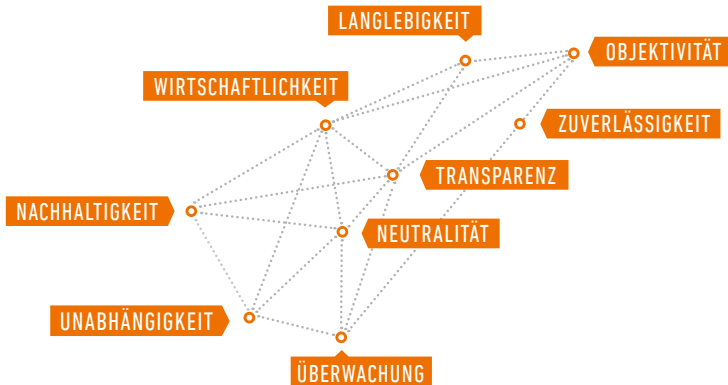 LANGLEBIGKEIT
OBJEKTIVITÄT
WIRTSCHAFTLICHKEIT
ZUVERLÄSSIGKEIT
TRANSPARENZ
NACHHALTIGKEIT
NEUTRALITÄT
UNABHÄNGIGKEIT
ÜBERWACHUNG